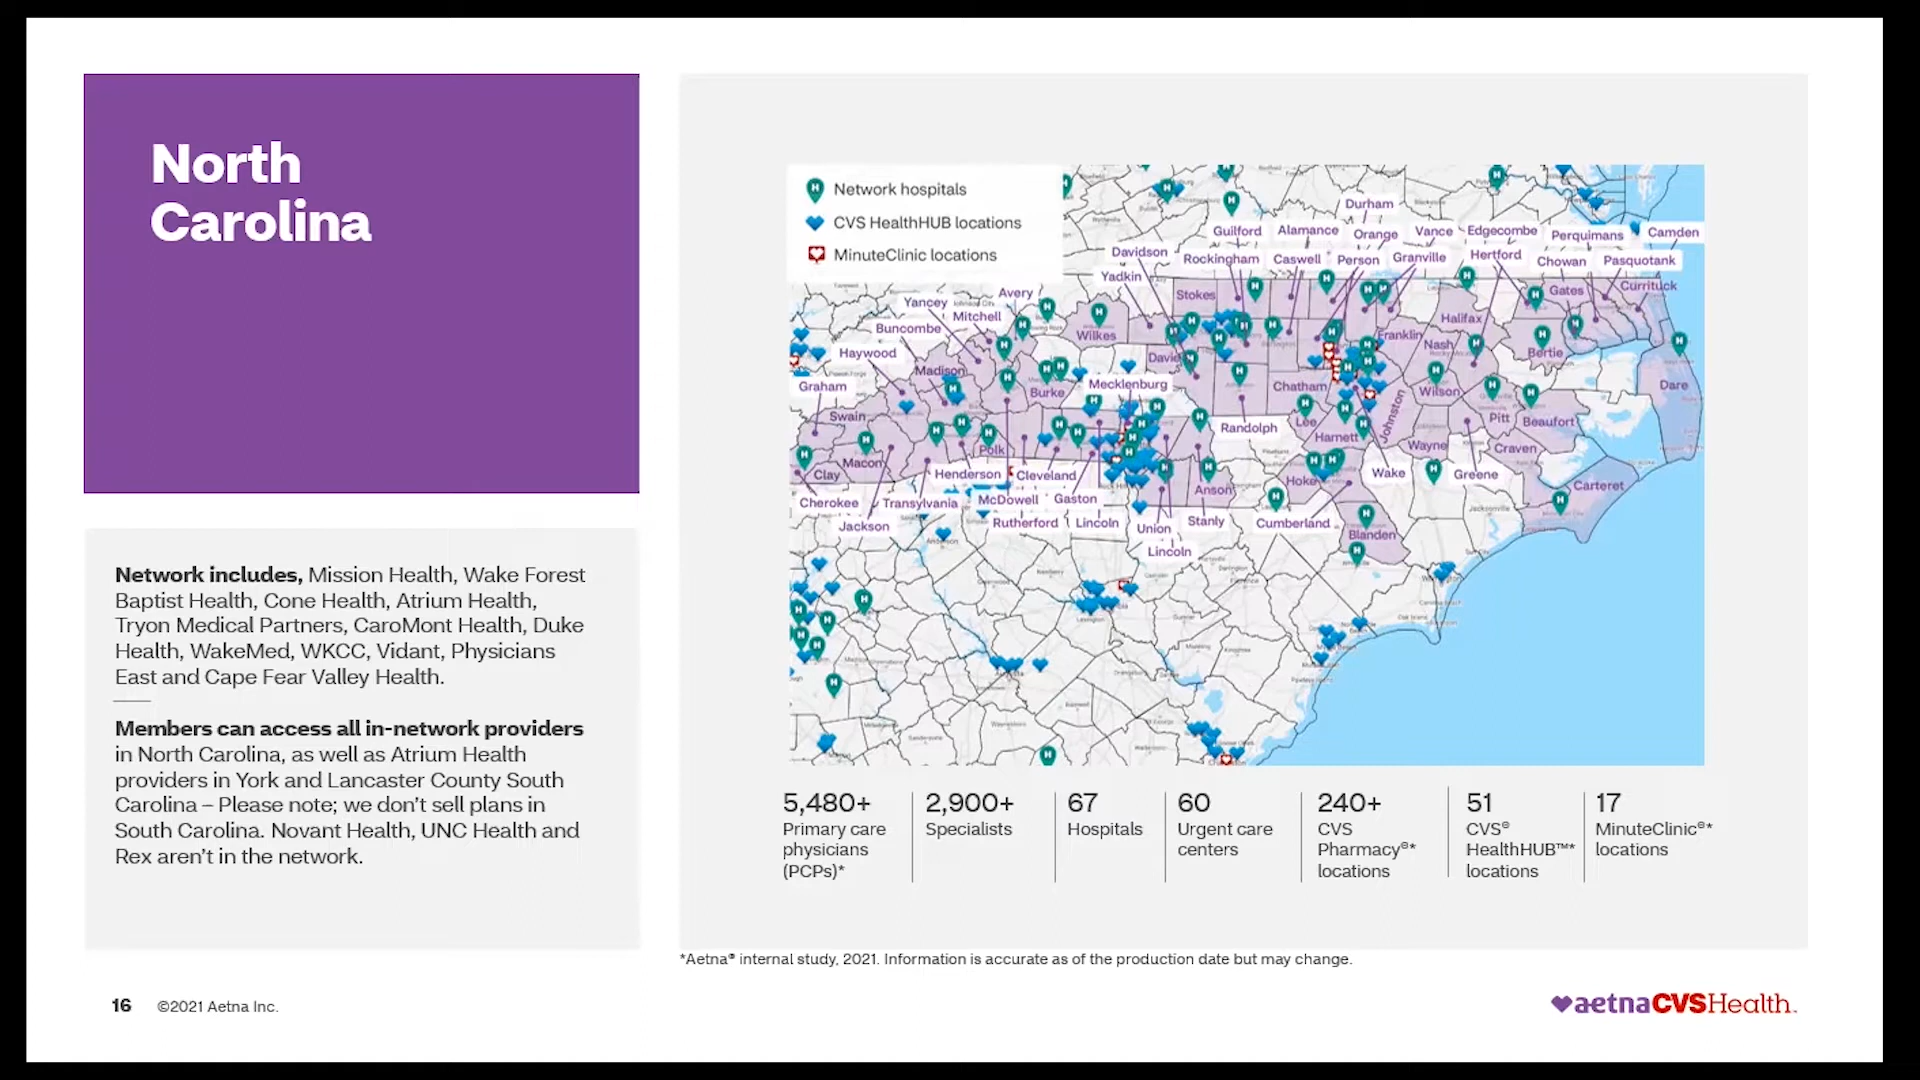 North
Carolina
Network includes, Mission Health, Wake Forest
Baptist Health, Cone Health, Atrium Health,
Tryon Medical Partners, CaroMont Health, Duke
Health, WakeMed, WKCC, Vidant, Physicians
East and Cape Fear Valley Health.
Members can access all in-network providers
in North Carolina, as well as Atrium Health
providers in York and Lancaster County South
Carolina – Please note; we don't sell plans in
South Carolina. Novant Health, UNC Health and
Rex aren't in the network.
Network hospitals
CVS HealthHUB locations
MinuteClinic locations
Durham
Guilford Alamance Orange Vance Edgecombe Perquimans Camden
Davidson Rockingham Caswell Person Granville Hertford Chowan Pasquotank
Yadkin
Stokes Gates Currituck
Avery
Yancey
Mitchell
Buncombe
Wilkes
Halifax
Franklin
Nash
Bertie
Haywood
Madison
Davie
Graham
Burke
Mecklenburg
Chatham
Johnston
Wilson
Dare
Swain
Randolph
Lee
Harnett
Pitt
Beaufort
Polk
Wayne
Craven
Clay
Macon
Henderson
Cleveland
Anson
Hoke
Wake
Greene
Carteret
Cherokee
Transylvania
McDowell
Gaston
Jackson
Rutherford
Lincoln
Union
Stanly
Cumberland
Blanden
Lincoln
5,480+
Primary care
physicians
(PCPs)*
2,900+
Specialists
67
Hospitals
60
Urgent care
centers
240+
CVS
Pharmacy®*
locations
51
CVS®
HealthHUB™*
locations
17
MinuteClinic®*
locations
*Aetna® internal study, 2021. Information is accurate as of the production date but may change.
16 ©2021 Aetna Inc.
aetna CVSHealth.